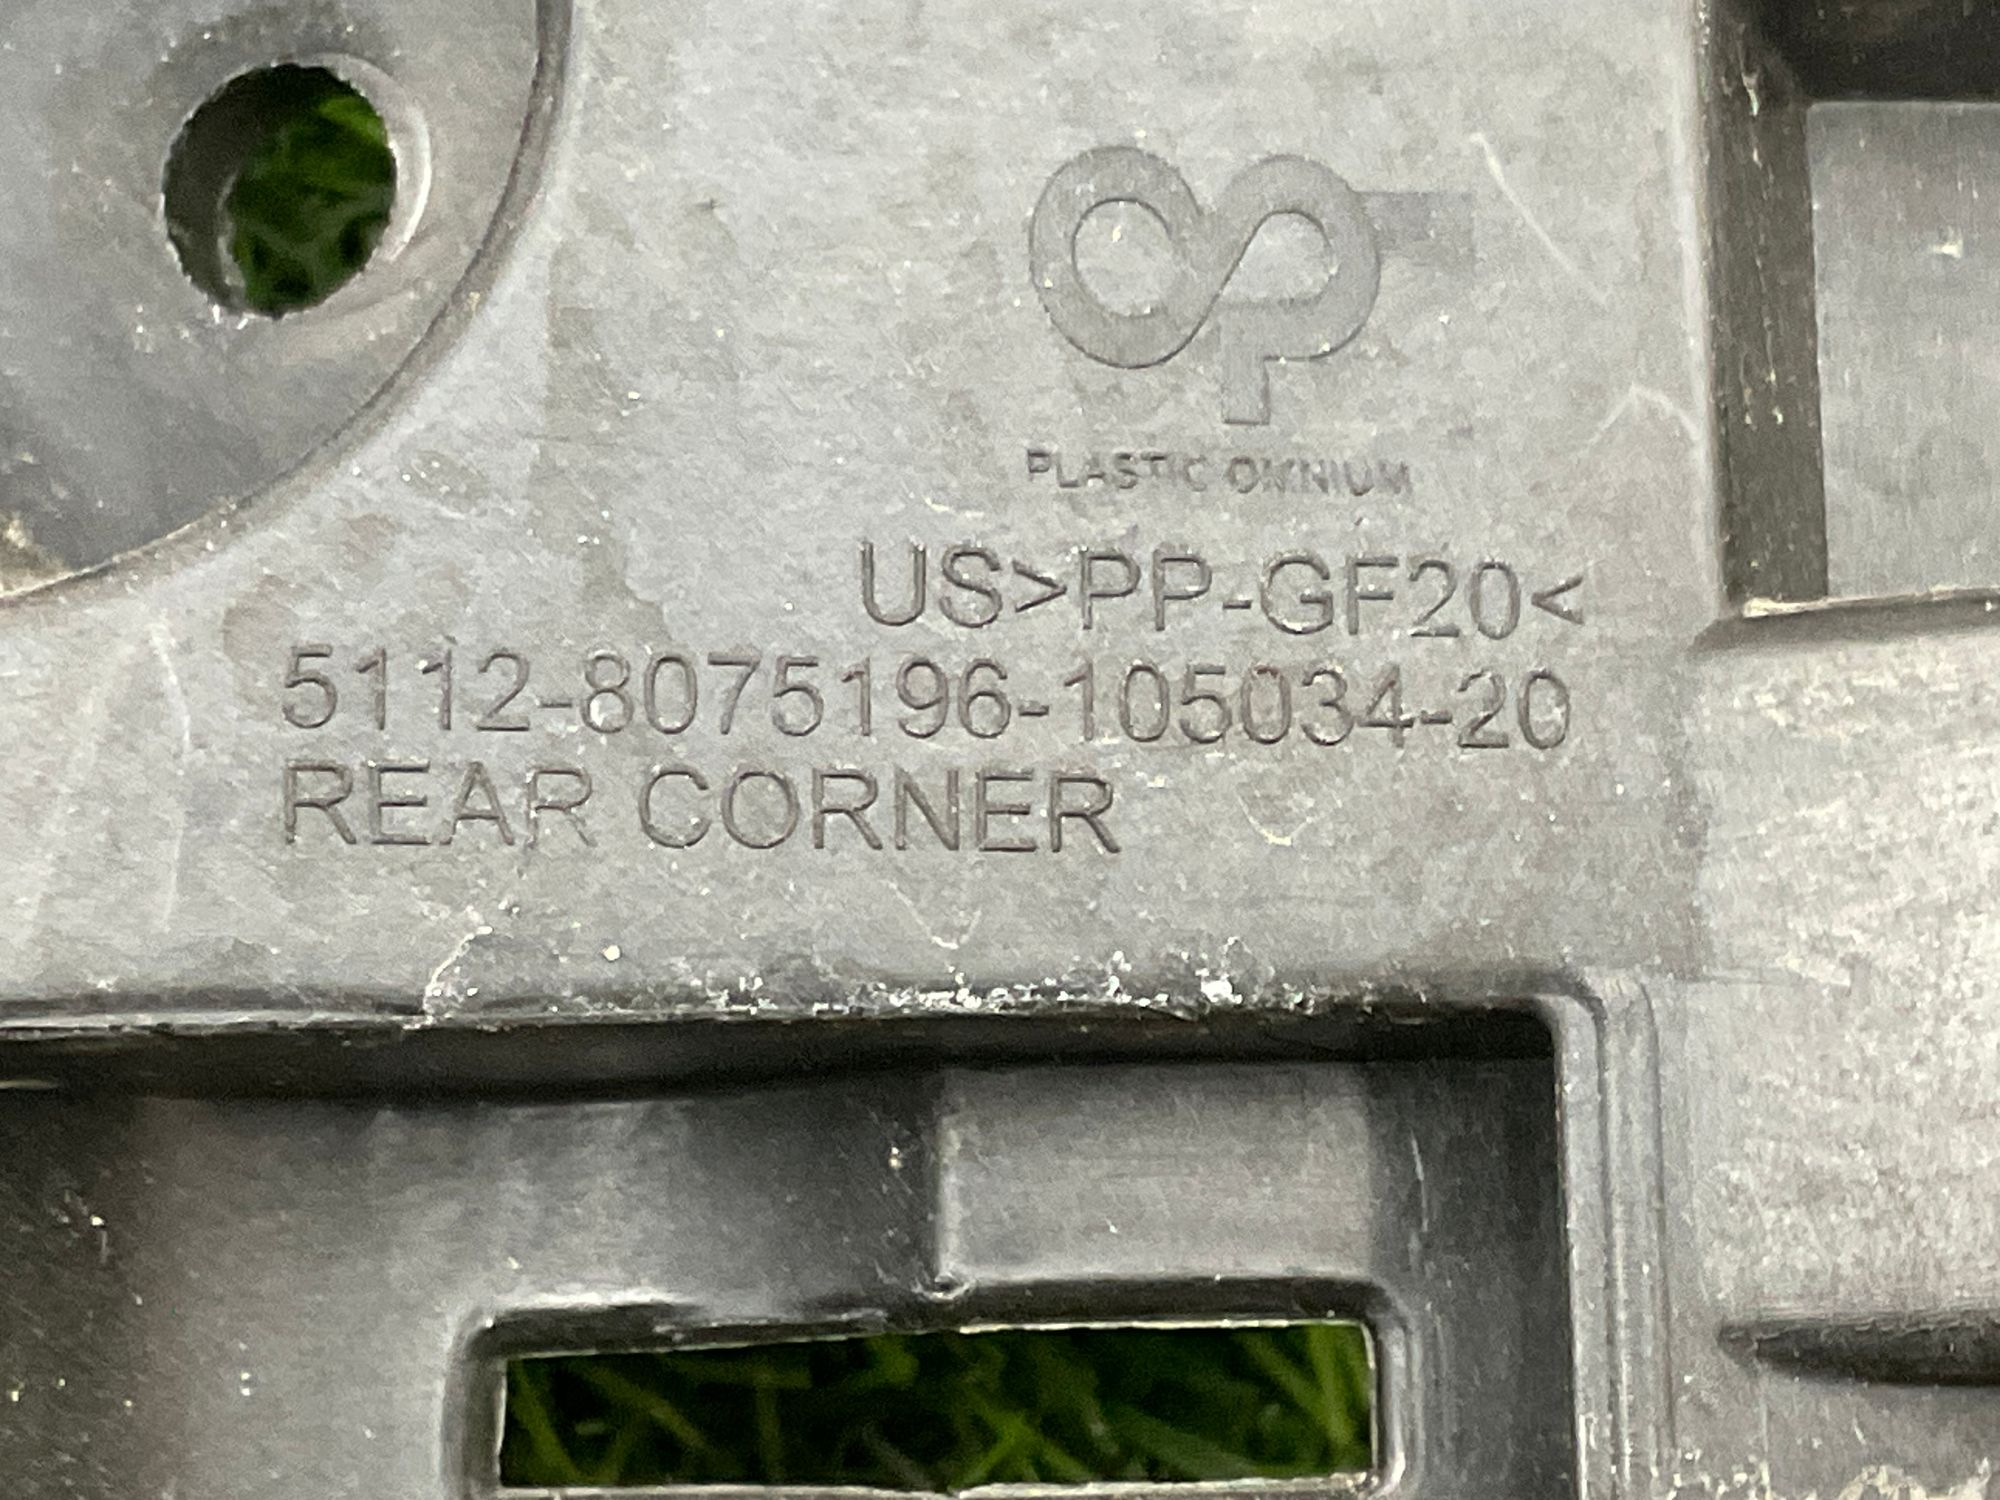 PLASTIC OMNIUM
US>PP-GF20<
5112-8075196-105034-20
REAR CORNER